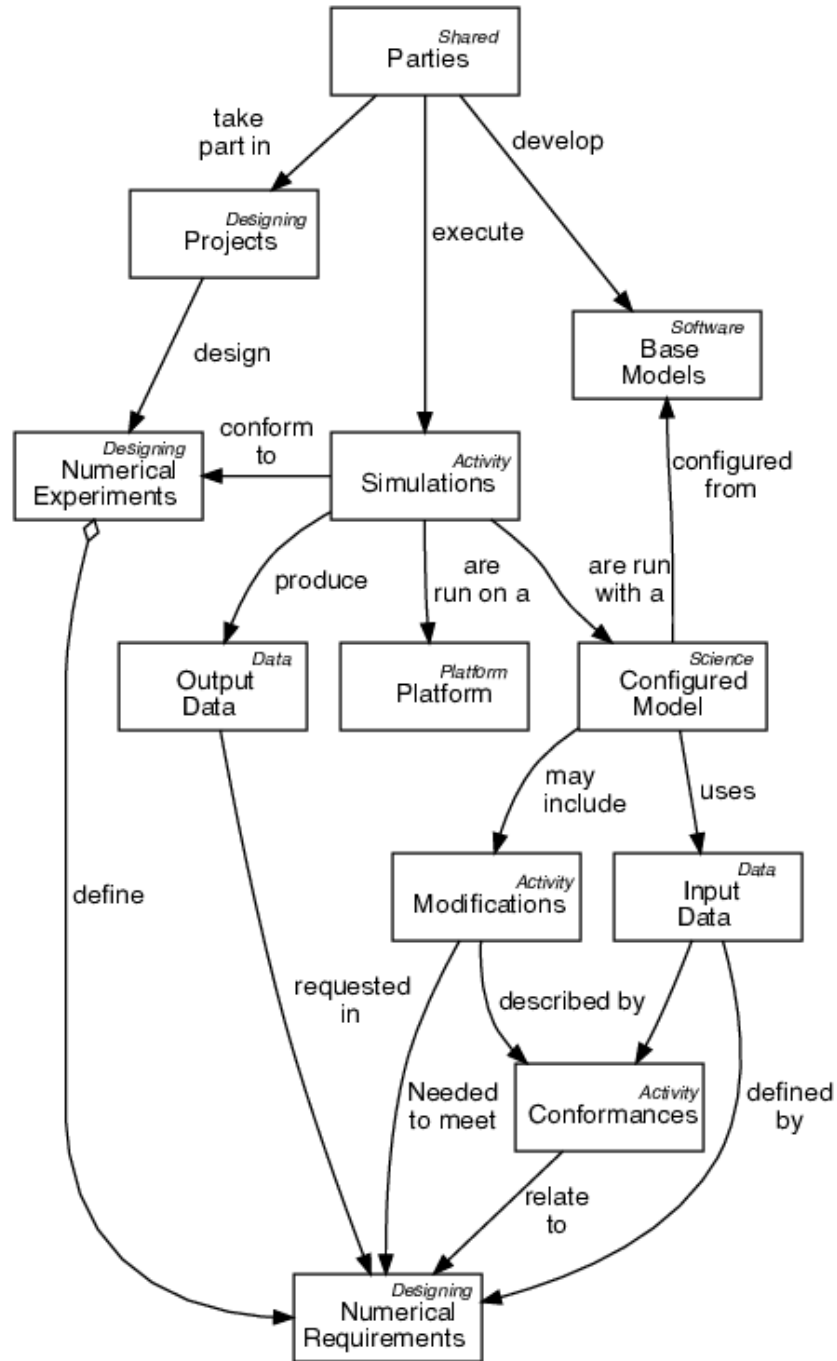 Shared
Parties
take
part in
develop
Designing
Projects
execute
Software
Base
Models
design
Designing
Numerical
Experiments
conform
to
Activity
Simulations
configured
from
produce
are
run on a
are run
with a
Data
Output
Data
Platform
Platform
Science
Configured
Model
may
include
uses
Activity
Modifications
Data
Input
Data
define
requested
in
described by
Needed
to meet
Activity
Conformances
defined
by
relate
to
Designing
Numerical
Requirements